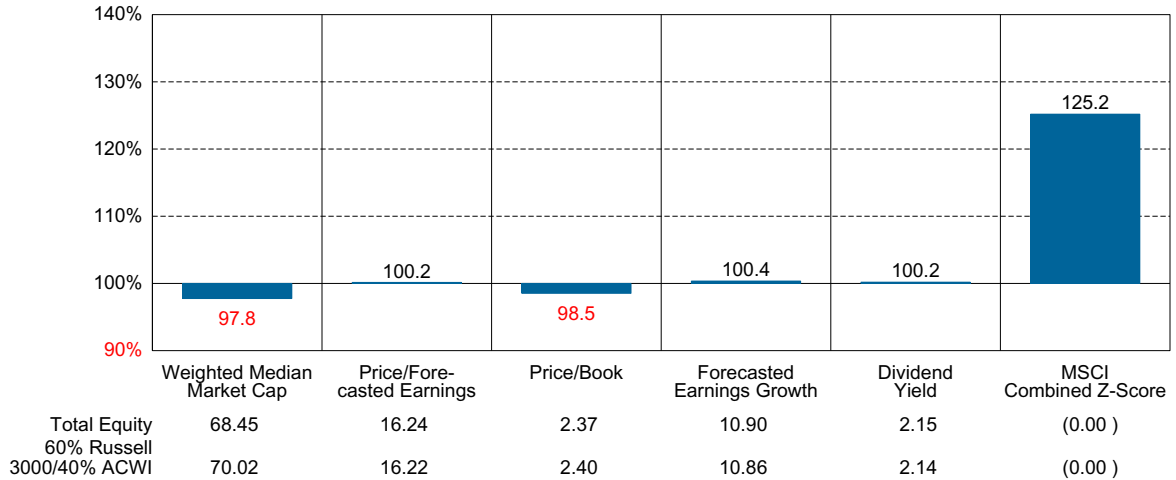 140%
130%
120%
110%
100%
90%
97.8
100.2
98.5
100.4
100.2
125.2
Weighted Median
Market Cap
Price/Fore-
casted Earnings
Price/Book
Forecasted
Earnings Growth
Dividend
Yield
MSCI
Combined Z-Score
Total Equity 68.45 16.24 2.37 10.90 2.15 (0.00 )
60% Russell
3000/40% ACWI 70.02 16.22 2.40 10.86 2.14 (0.00 )